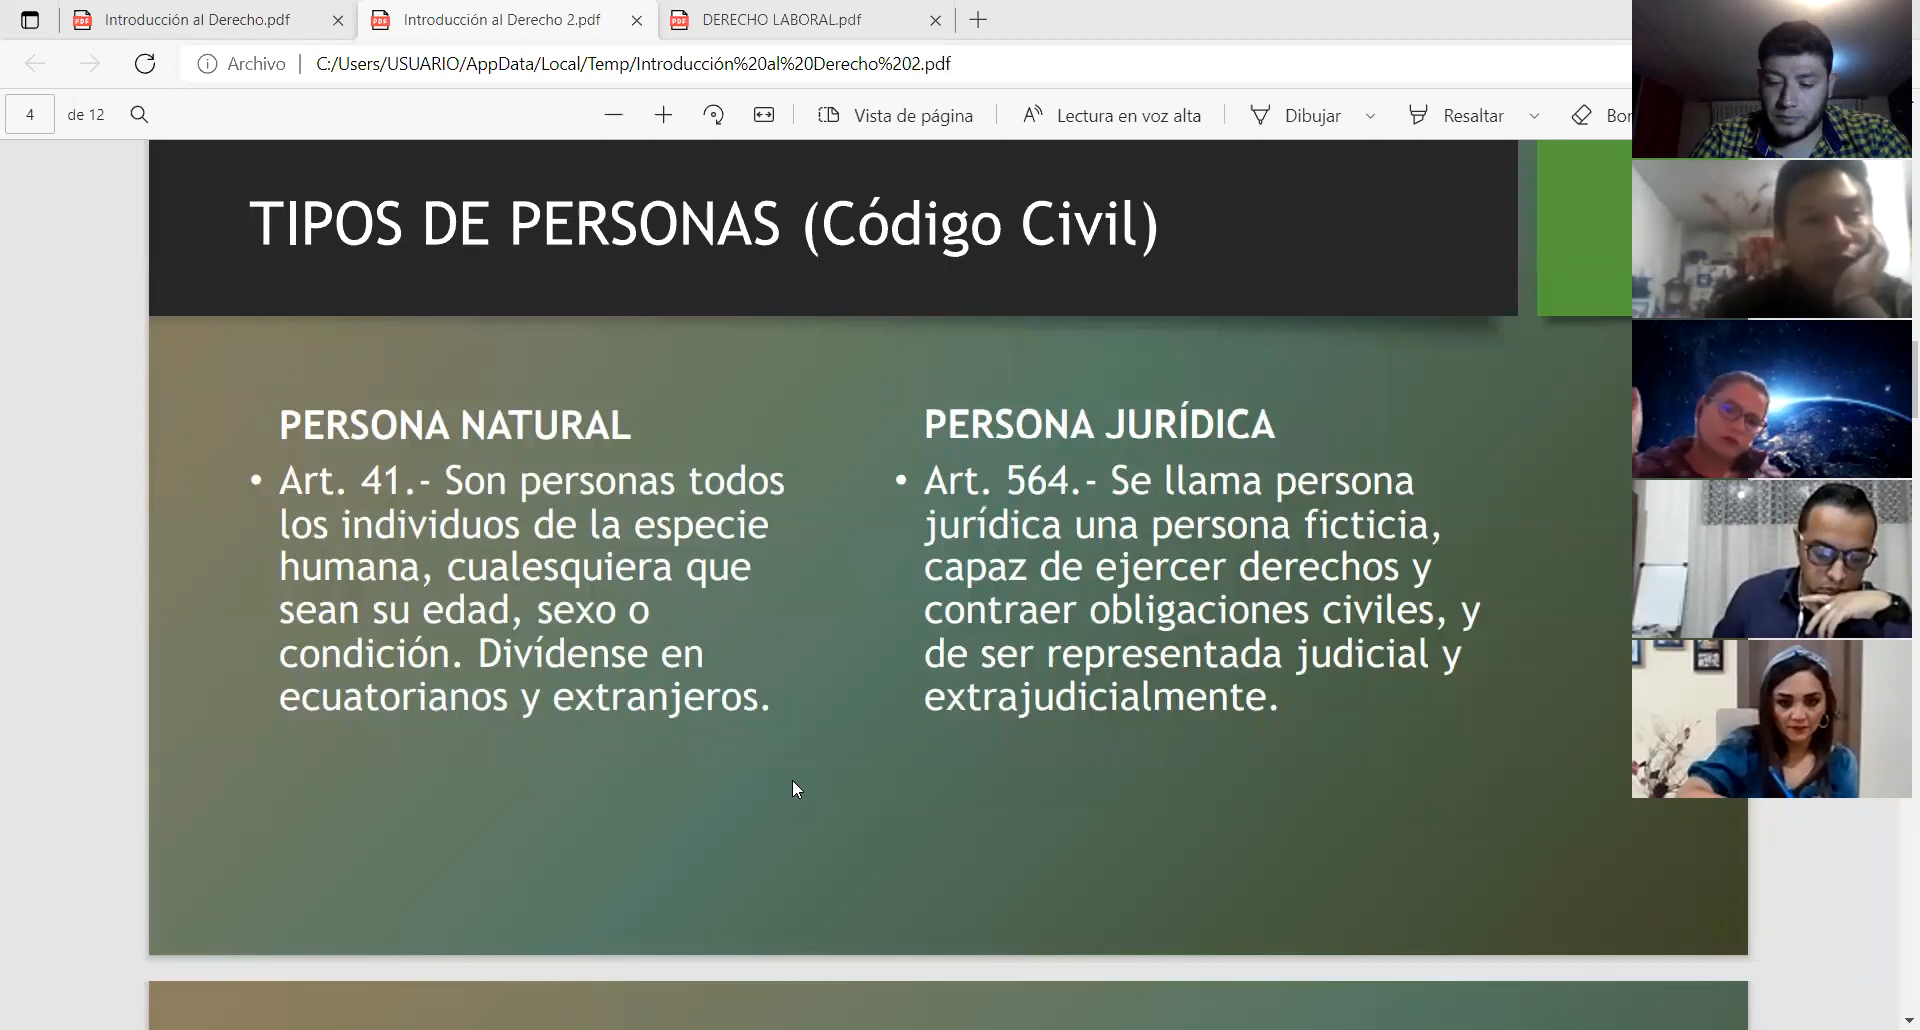 Introducción al Derecho.pdf
Introducción al Derecho 2.pdf
DERECHO LABORAL.pdf
Archivo
C:/Users/USUARIO/AppData/Local/Temp/Introducción%20al%20Derecho%202.pdf
4
de 12
Vista de página
Lectura en voz alta
Dibujar
Resaltar
Bor
TIPOS DE PERSONAS (Código Civil)
PERSONA NATURAL
• Art. 41.- Son personas todos
los individuos de la especie
humana, cualesquiera que
sean su edad, sexo o
condición. Divídense en
ecuatorianos y extranjeros.
PERSONA JURÍDICA
• Art. 564.- Se llama persona
jurídica una persona ficticia,
capaz de ejercer derechos y
contraer obligaciones civiles, y
de ser representada judicial y
extrajudicialmente.